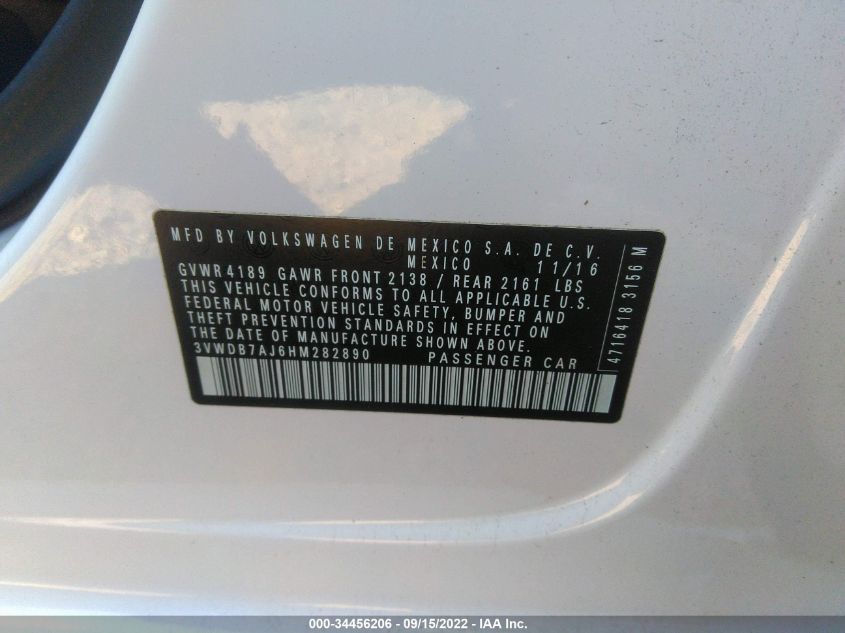 MFD BY VOLKSWAGEN DE MEXICO S.A. DE C.V.
MEXICO 11/16
GVWR 4189 GAWR FRONT 2138 / REAR 2161 LBS
THIS VEHICLE CONFORMS TO ALL APPLICABLE U.S.
FEDERAL MOTOR VEHICLE SAFETY, BUMPER AND
THEFT PREVENTION STANDARDS IN EFFECT ON
THE DATE OF MANUFACTURE SHOWN ABOVE.
3VWDB7AJ6HM282890 PASSENGER CAR
4716418 3156 M
000-34456206 - 09/15/2022 - IAA Inc.